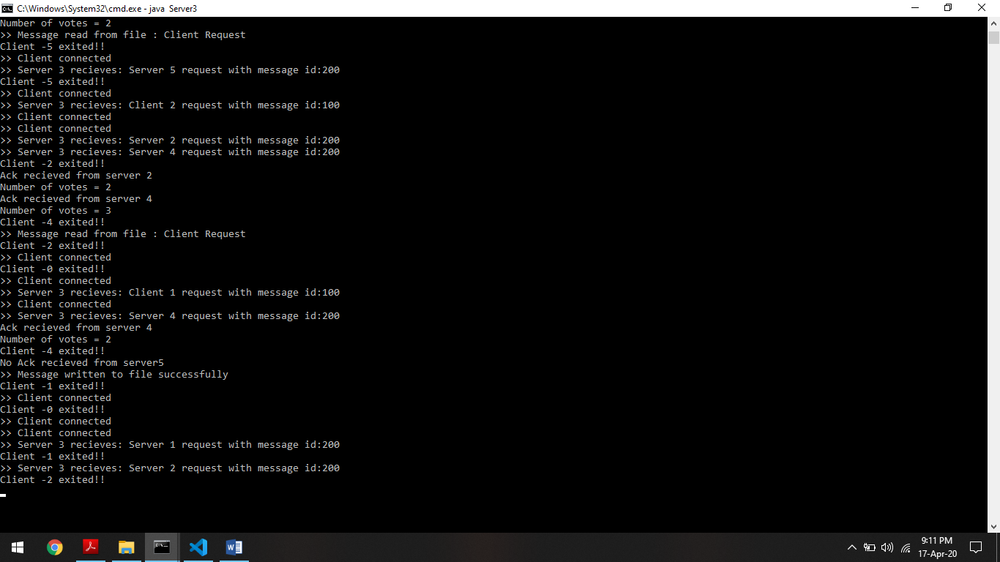 C:\Windows\System32\cmd.exe - java Server3
Number of votes = 2
>> Message read from file : Client Request
Client -5 exited!!
>> Client connected
>> Server 3 recieves: Server 5 request with message id:200
Client -5 exited!!
>> Client connected
>> Server 3 recieves: Client 2 request with message id:100
>> Client connected
>> Client connected
>> Server 3 recieves: Server 2 request with message id:200
>> Server 3 recieves: Server 4 request with message id:200
Client -2 exited!!
Ack recieved from server 2
Number of votes = 2
Ack recieved from server 4
Number of votes = 3
Client -4 exited!!
>> Message read from file : Client Request
Client -2 exited!!
>> Client connected
Client -0 exited!!
>> Client connected
>> Server 3 recieves: Client 1 request with message id:100
>> Client connected
>> Server 3 recieves: Server 4 request with message id:200
Ack recieved from server 4
Number of votes = 2
Client -4 exited!!
No Ack recieved from server5
>> Message written to file successfully
Client -1 exited!!
>> Client connected
Client -0 exited!!
>> Client connected
>> Client connected
>> Server 3 recieves: Server 1 request with message id:200
Client -1 exited!!
>> Server 3 recieves: Server 2 request with message id:200
Client -2 exited!!
9:11 PM
17-Apr-20